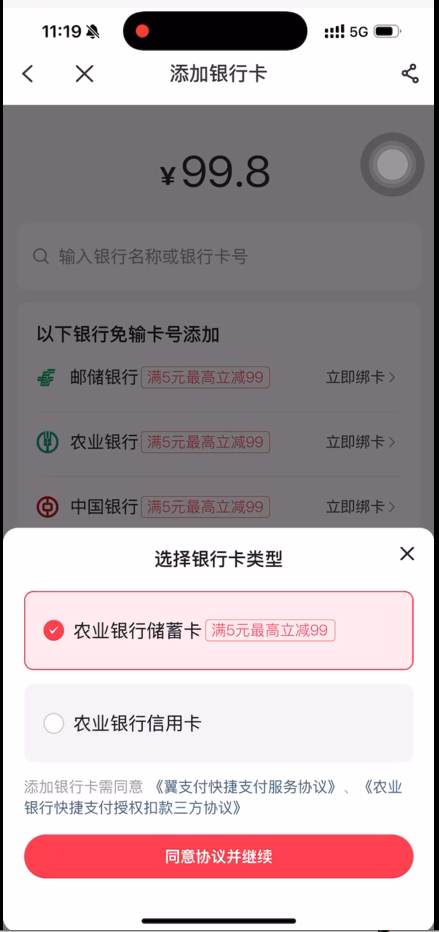 11:19
5G
添加银行卡
¥99.8
输入银行名称或银行卡号
以下银行免输卡号添加
邮储银行 满5元最高立减99 立即绑卡
农业银行 满5元最高立减99 立即绑卡
中国银行 满5元最高立减99 立即绑卡
选择银行卡类型
农业银行储蓄卡 满5元最高立减99
农业银行信用卡
添加银行卡需同意 《翼支付快捷支付服务协议》、《农业
银行快捷支付授权扣款三方协议》
同意协议并继续